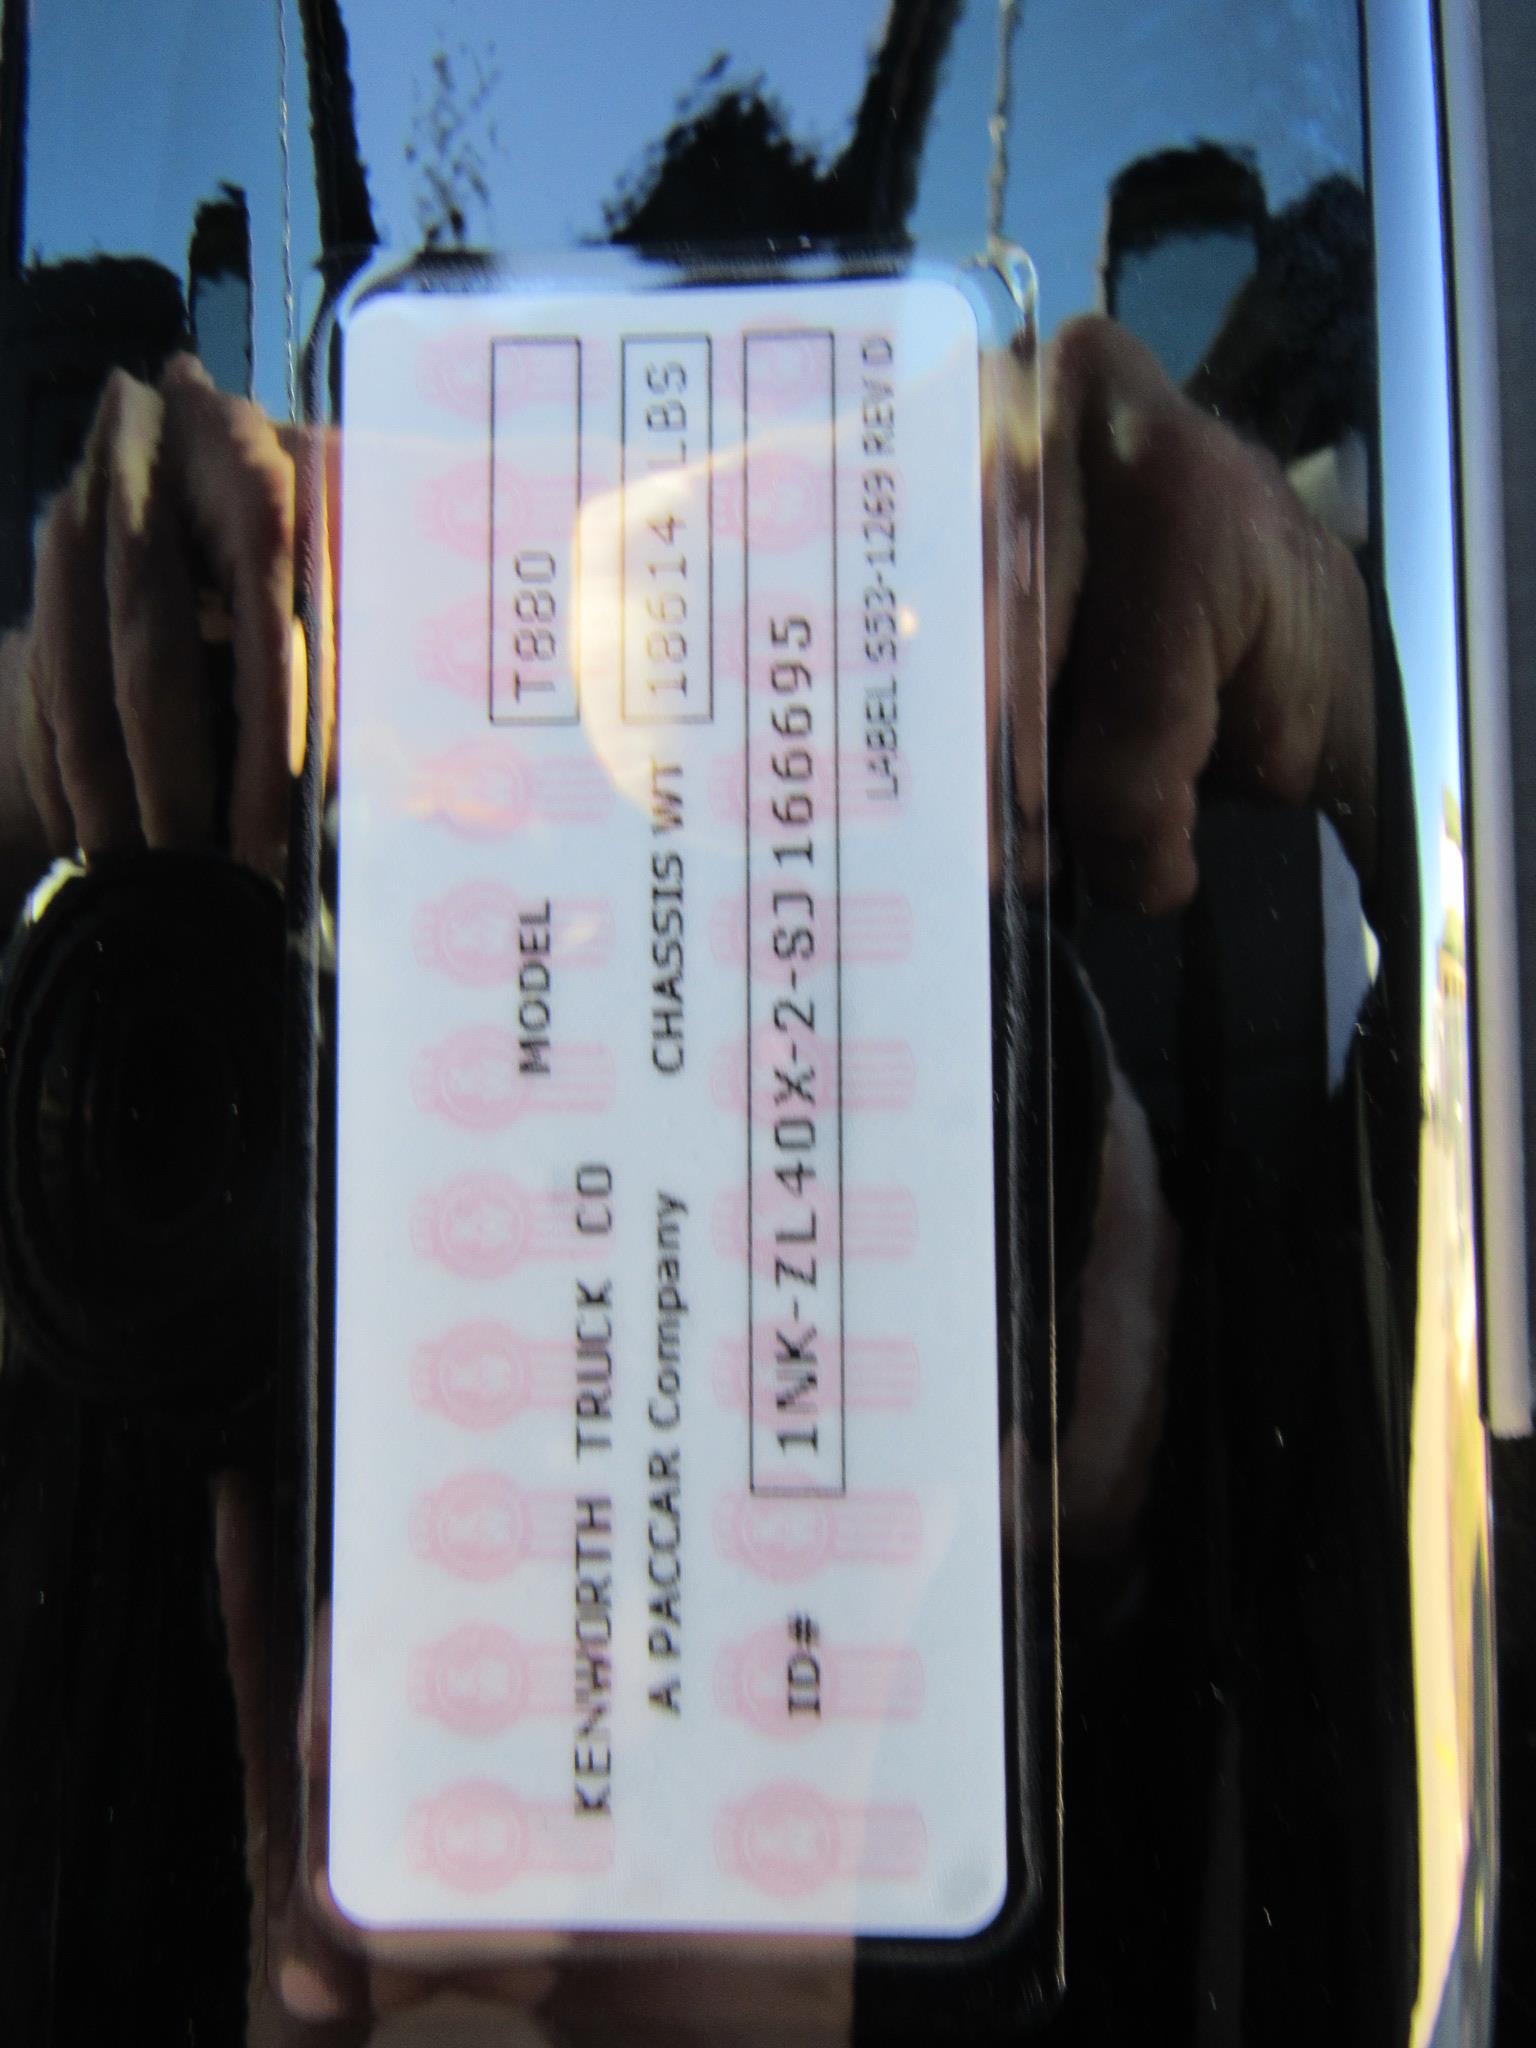 MODEL T880
KENWORTH TRUCK CO
A PACCAR Company CHASSIS WT 18614 LBS
ID# 1NK-ZL40X-2-SJ166695
LABEL S53-1269 REV D